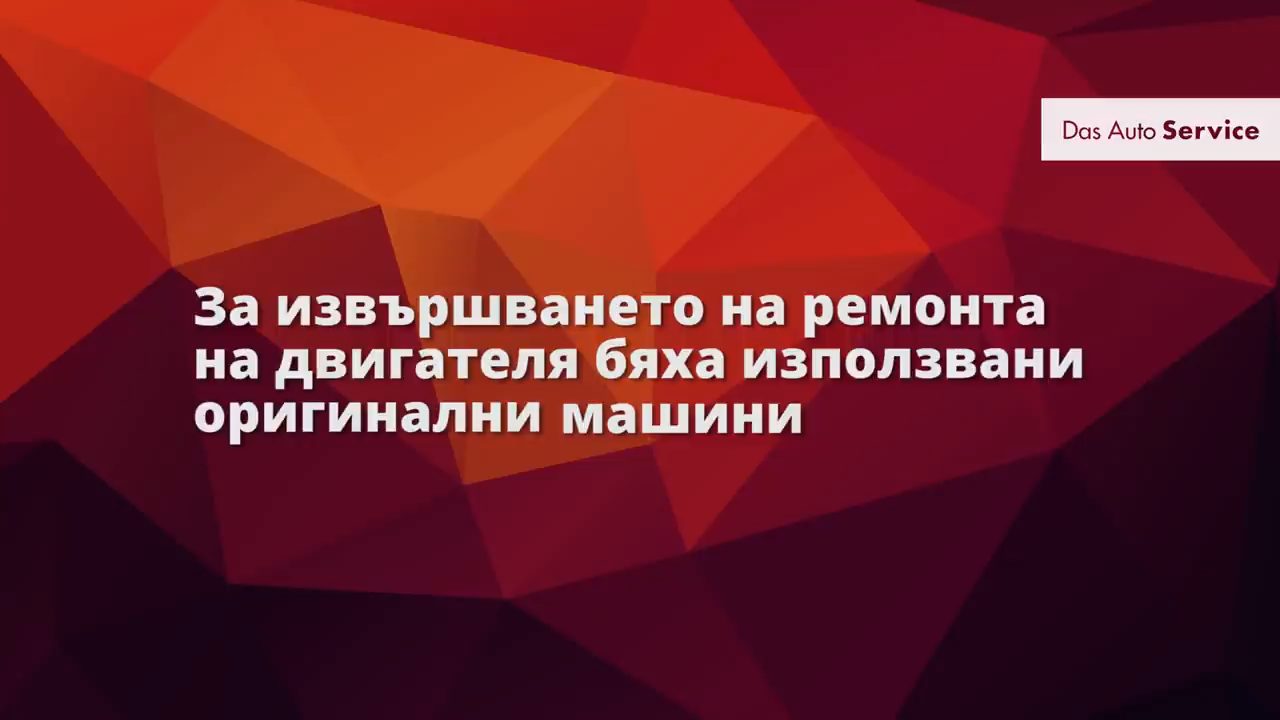 Das Auto Service
За извършването на ремонта
на двигателя бяха използвани
оригинални машини